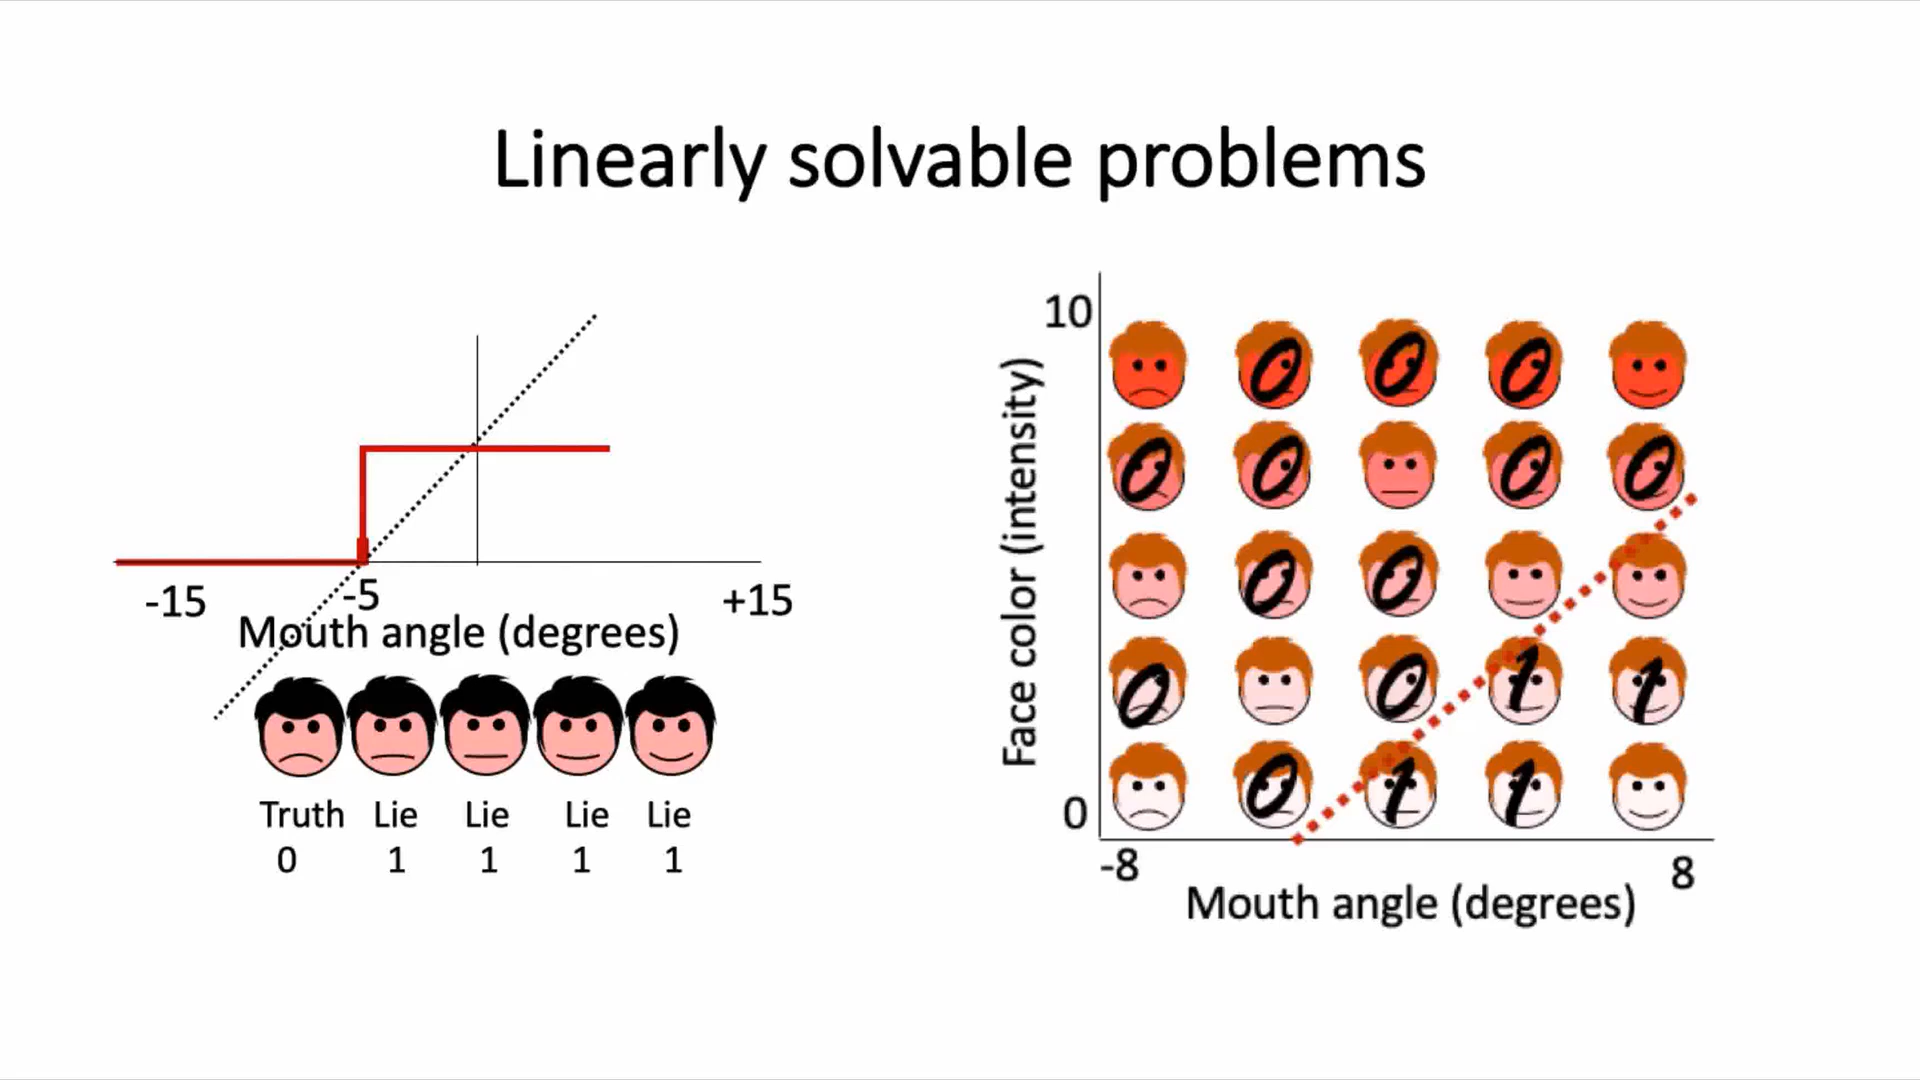 Linearly solvable problems
-15
-5
+15
Mouth angle (degrees)
Truth Lie Lie Lie Lie
0 1 1 1 1
10
Face color (intensity)
0
0 0 0
0 0 0 0
0 0
0 0 1 1
0 1 1
-8
8
Mouth angle (degrees)